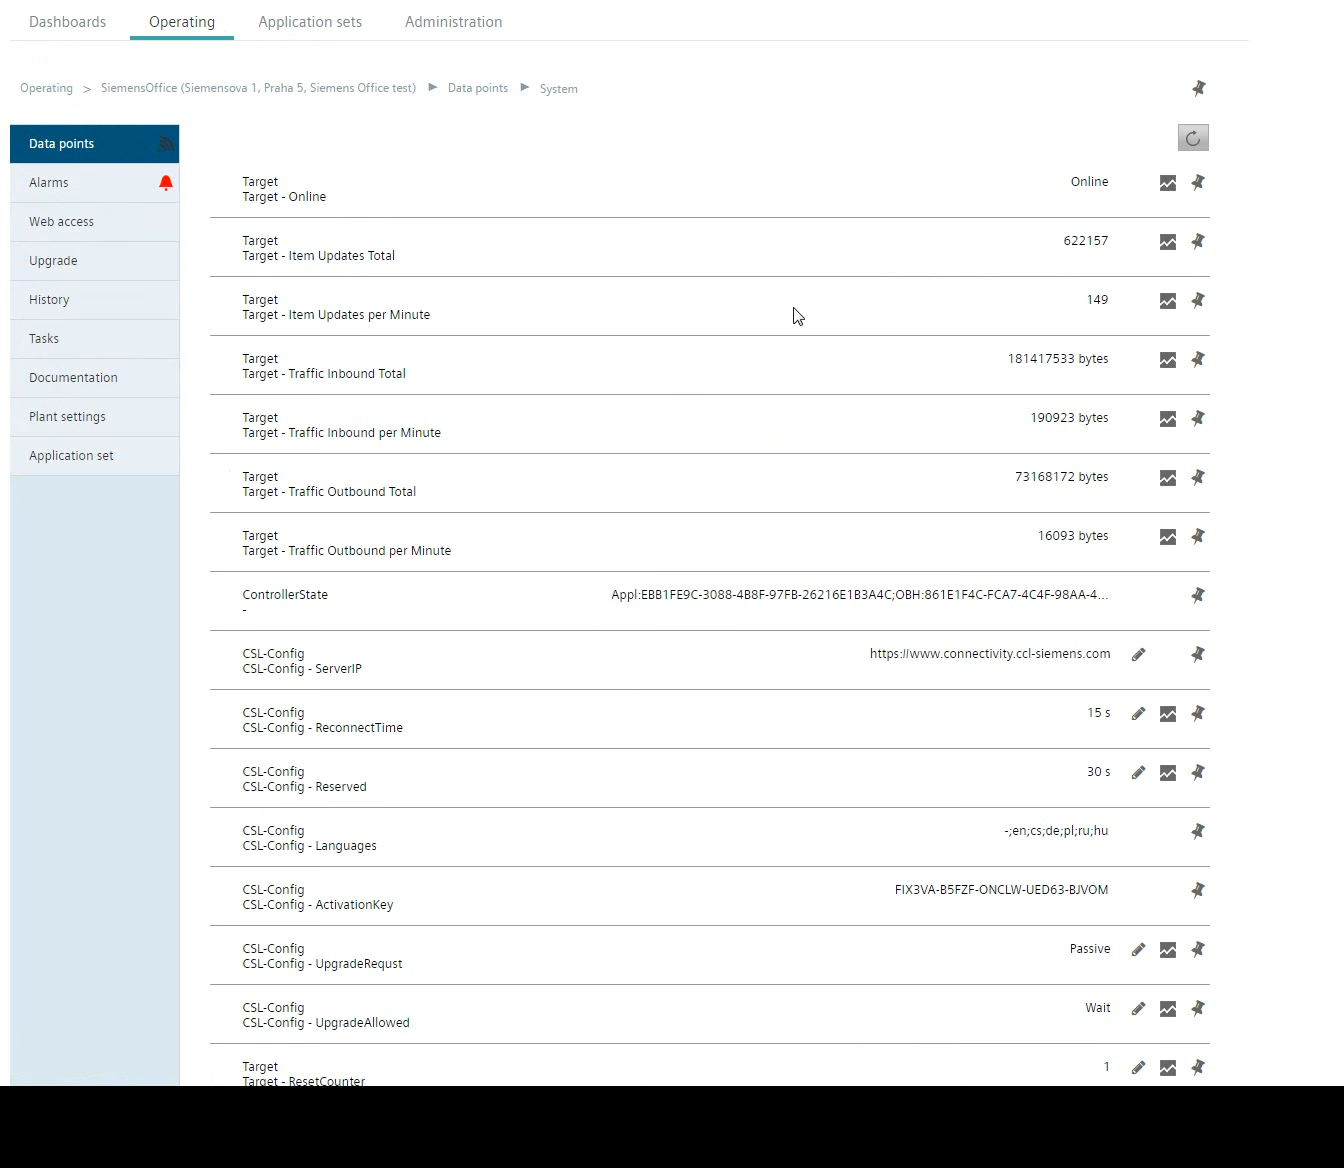 Dashboards Operating Application sets Administration
Operating > SiemensOffice (Siemensova 1, Praha 5, Siemens Office test) ▶ Data points ▶ System
Data points
Alarms
Web access
Upgrade
History
Tasks
Documentation
Plant settings
Application set
Target Online
Target - Online
Target 622157
Target - Item Updates Total
Target 149
Target - Item Updates per Minute
Target 181417533 bytes
Target - Traffic Inbound Total
Target 190923 bytes
Target - Traffic Inbound per Minute
Target 73168172 bytes
Target - Traffic Outbound Total
Target 16093 bytes
Target - Traffic Outbound per Minute
ControllerState Appl:EBB1FE9C-3088-4B8F-97FB-26216E1B3A4C;OBH:861E1F4C-FCA7-4C4F-98AA-4...
-
CSL-Config https://www.connectivity.ccl-siemens.com
CSL-Config - ServerIP
CSL-Config 15 s
CSL-Config - ReconnectTime
CSL-Config 30 s
CSL-Config - Reserved
CSL-Config -;en;cs;de;pl;ru;hu
CSL-Config - Languages
CSL-Config FIX3VA-B5FZF-ONCLW-UED63-BJVOM
CSL-Config - ActivationKey
CSL-Config Passive
CSL-Config - UpgradeRequst
CSL-Config Wait
CSL-Config - UpgradeAllowed
Target 1
Target - ResetCounter